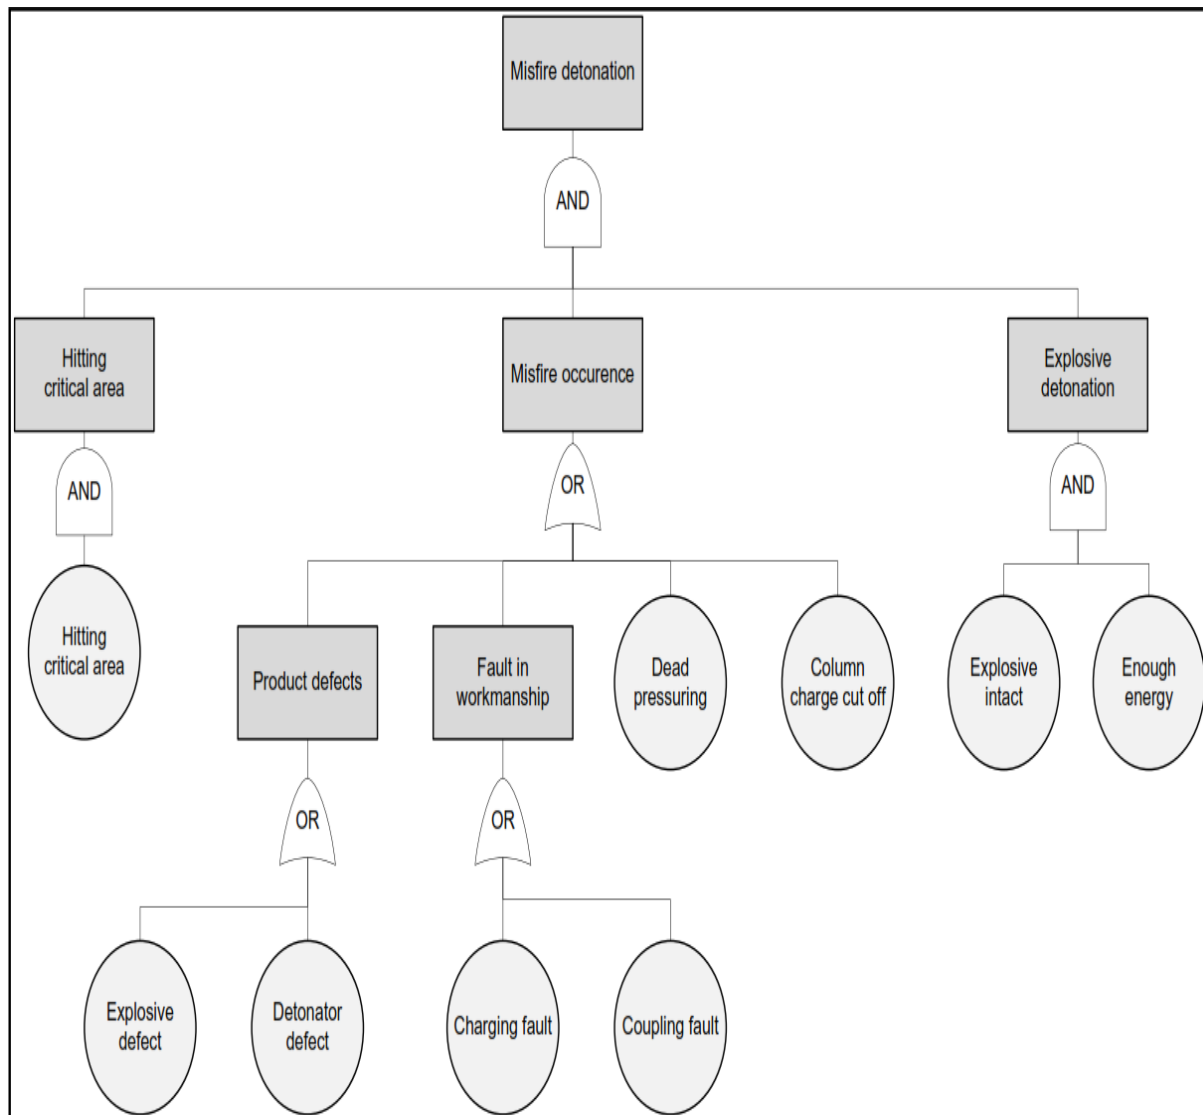 Misfire detonation
AND
Hitting
critical area
Misfire occurence
Explosive
detonation
AND
OR
AND
Hitting
critical area
Product defects
Fault in
workmanship
Dead
pressuring
Column
charge cut off
Explosive
intact
Enough
energy
OR
OR
Explosive
defect
Detonator
defect
Charging fault
Coupling fault